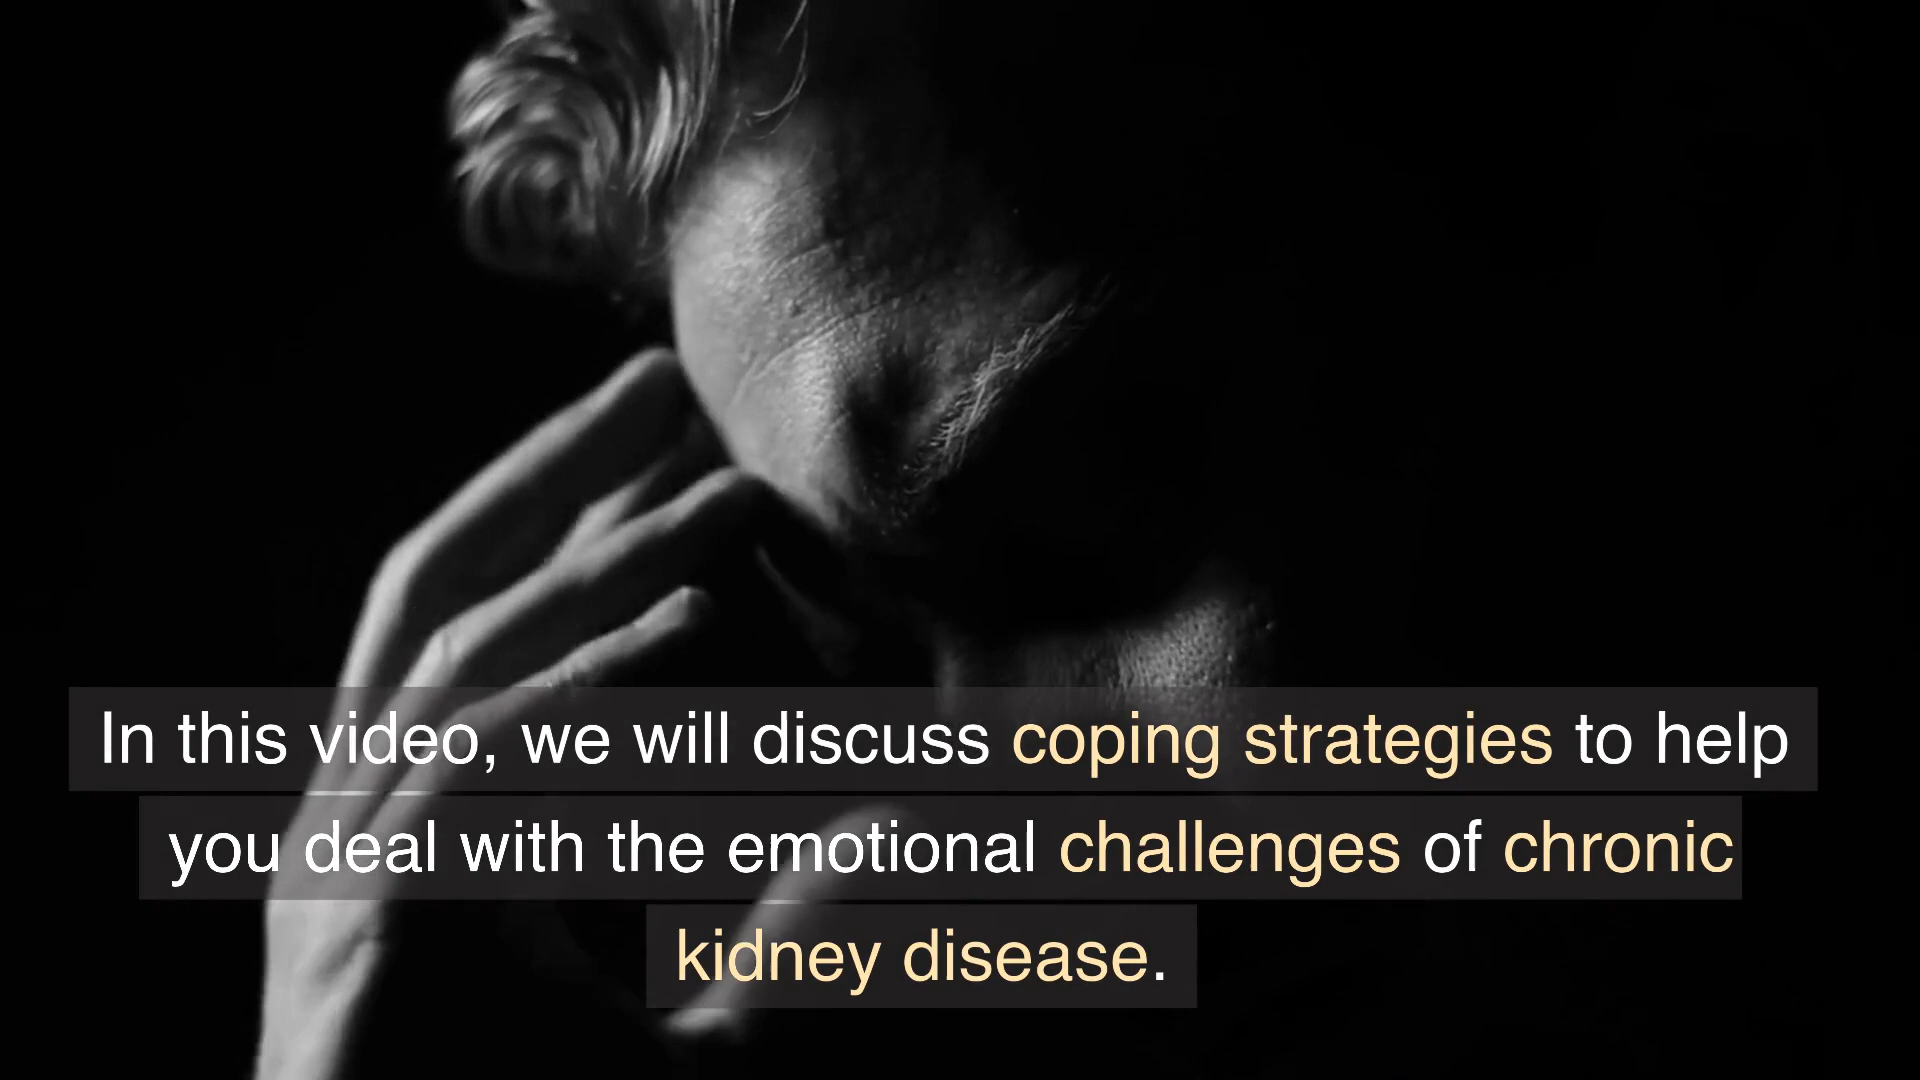 In this video, we will discuss coping strategies to help
you deal with the emotional challenges of chronic
kidney disease.